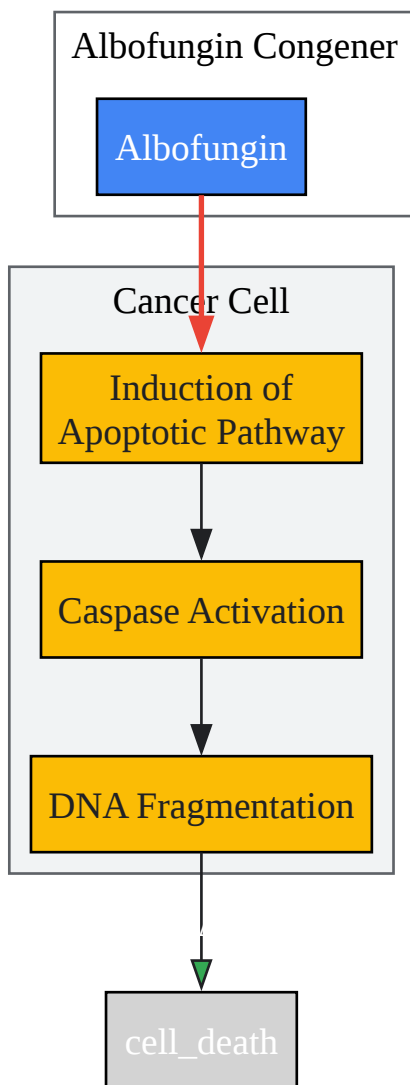 Albofungin Congener
Albofungin
Cancer Cell
Induction of
Apoptotic Pathway
Caspase Activation
DNA Fragmentation
cell_death